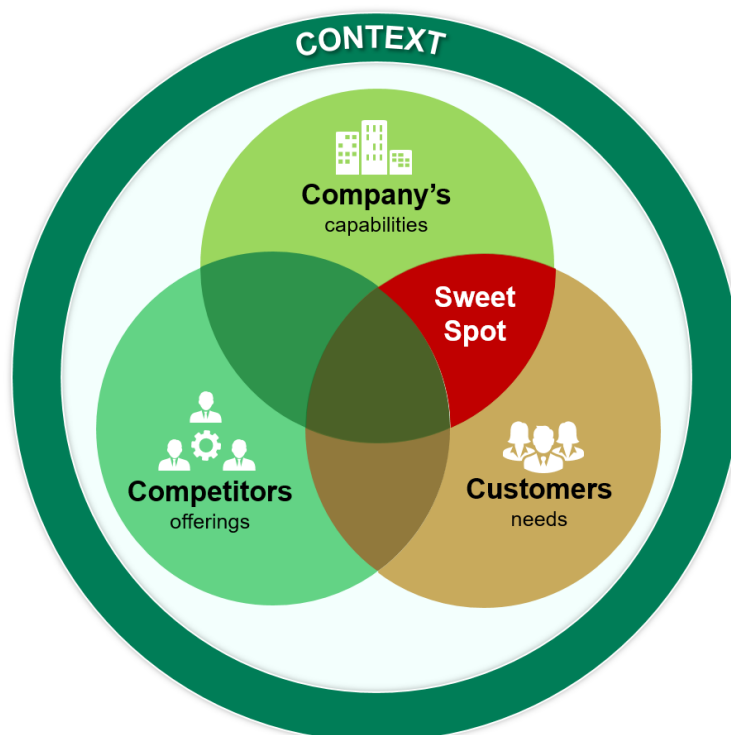 CONTEXT
Company’s
capabilities
Sweet
Spot
Competitors
offerings
Customers
needs